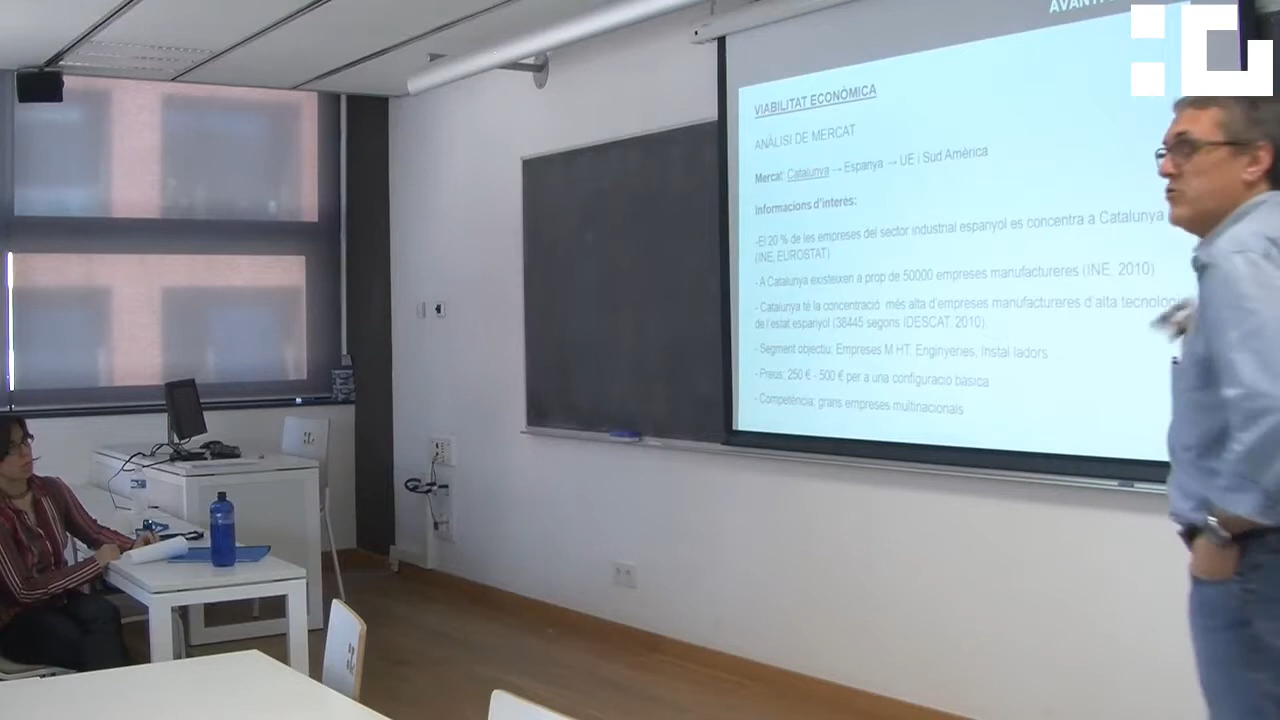 VIABILITAT ECONÒMICA
ANÀLISI DE MERCAT
Mercat: Catalunya → Espanya → UE i Sud Amèrica
Informacions d'interès:
-El 20 % de les empreses del sector industrial espanyol es concentra a Catalunya
(INE, EUROSTAT)
- A Catalunya existeixen a prop de 50000 empreses manufactureres (INE, 2010)
- Catalunya té la concentració més alta d'empreses manufactureres d'alta
de l'estat espanyol (38445 segons IDESCAT, 2010).
- Segment objectiu: Empreses M HT, Enginyeries, Instal·ladors
- Preus: 250 € - 500 € per a una configuració bàsica
- Competència: grans empreses multinacionals